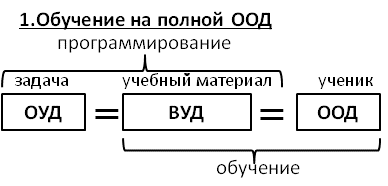 1.Обучение на полной ООД
программирование
задача учебный материал ученик
ОУД = ВУД = ООД
обучение